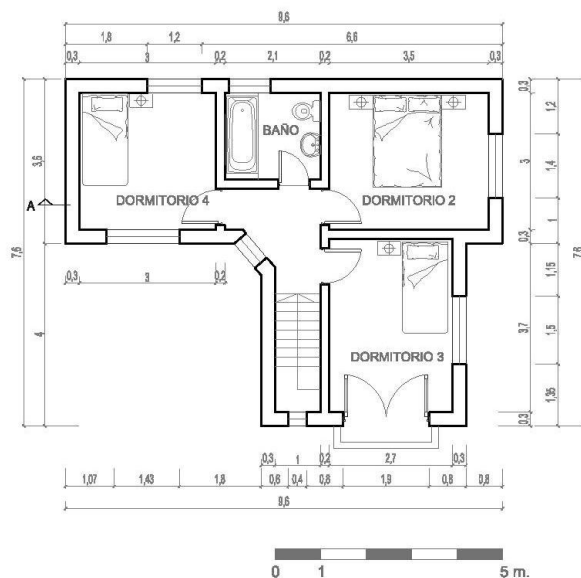 9,6
1,8 1,2 6,6
0,3 3 0,2 2,1 0,2 3,5 0,3
BAÑO
DORMITORIO 4 DORMITORIO 2
A
DORMITORIO 3
7,6
3,6
4
0,3
1,2
3
1,4
1
0,3
1,15
3,7
1,5
1,35
0,3
7,6
0,3 3 0,2
0,3 1 0,2 2,7 0,3
1,07 1,43 1,8 0,6 0,4 0,8 1,9 0,8 0,8
9,6
0 1 5 m.